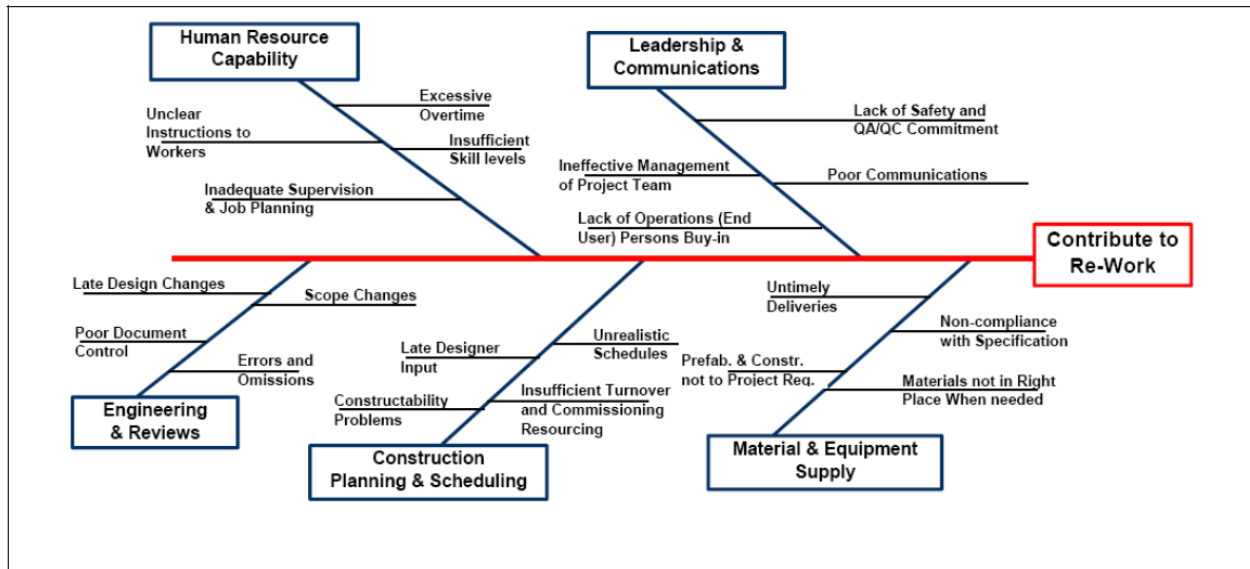 Human Resource
Capability
Leadership &
Communications
Excessive
Overtime
Unclear
Instructions to
Workers
Insufficient
Skill levels
Inadequate Supervision
& Job Planning
Lack of Safety and
QA/QC Commitment
Ineffective Management
of Project Team
Poor Communications
Lack of Operations (End
User) Persons Buy-in
Contribute to
Re-Work
Late Design Changes
Scope Changes
Poor Document
Control
Errors and
Omissions
Engineering
& Reviews
Late Designer
Input
Unrealistic
Schedules
Constructability
Problems
Insufficient Turnover
and Commissioning
Resourcing
Construction
Planning & Scheduling
Untimely
Deliveries
Non-compliance
with Specification
Prefab. & Constr.
not to Project Req.
Materials not in Right
Place When needed
Material & Equipment
Supply